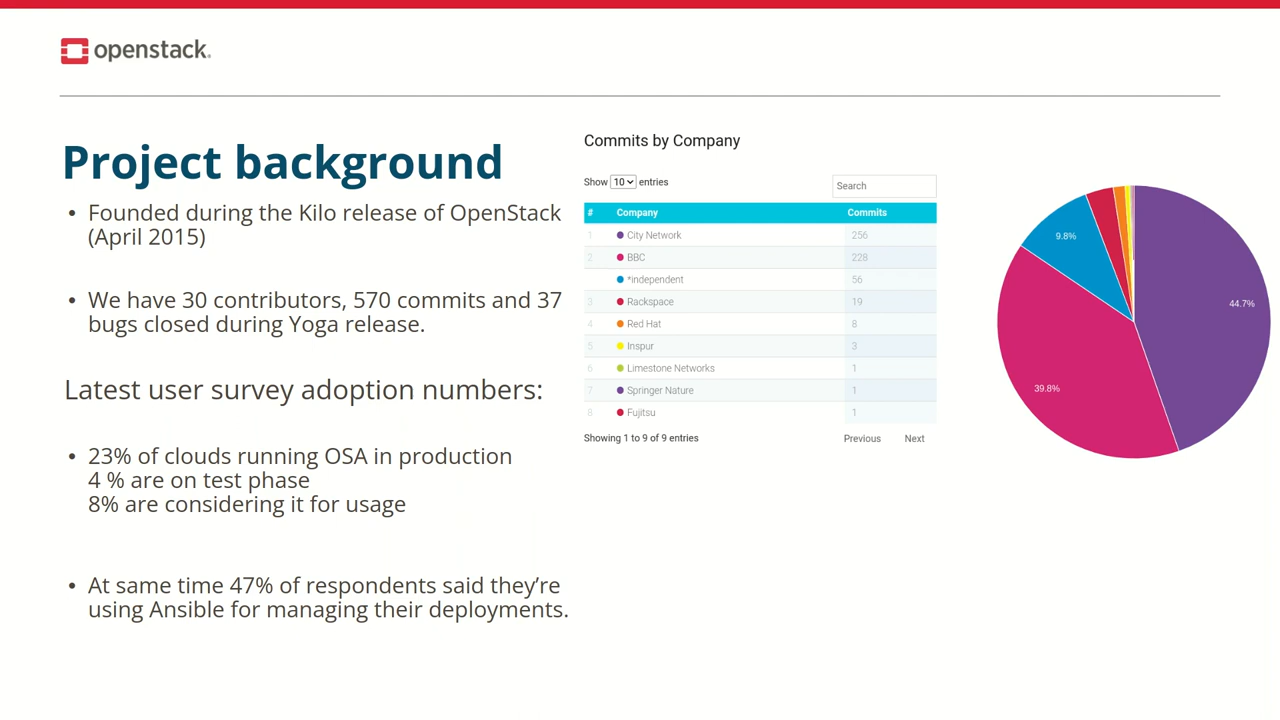 openstack.
Project background
• Founded during the Kilo release of OpenStack
(April 2015)
• We have 30 contributors, 570 commits and 37
bugs closed during Yoga release.
Latest user survey adoption numbers:
• 23% of clouds running OSA in production
4 % are on test phase
8% are considering it for usage
• At same time 47% of respondents said they're
using Ansible for managing their deployments.
Commits by Company
Show 10 entries
Search
# Company Commits
1 City Network 256
2 BBC 228
*independent 56
3 Rackspace 19
4 Red Hat 8
5 Inspur 3
6 Limestone Networks 1
7 Springer Nature 1
8 Fujitsu 1
Showing 1 to 9 of 9 entries
Previous Next
9.8%
44.7%
39.8%